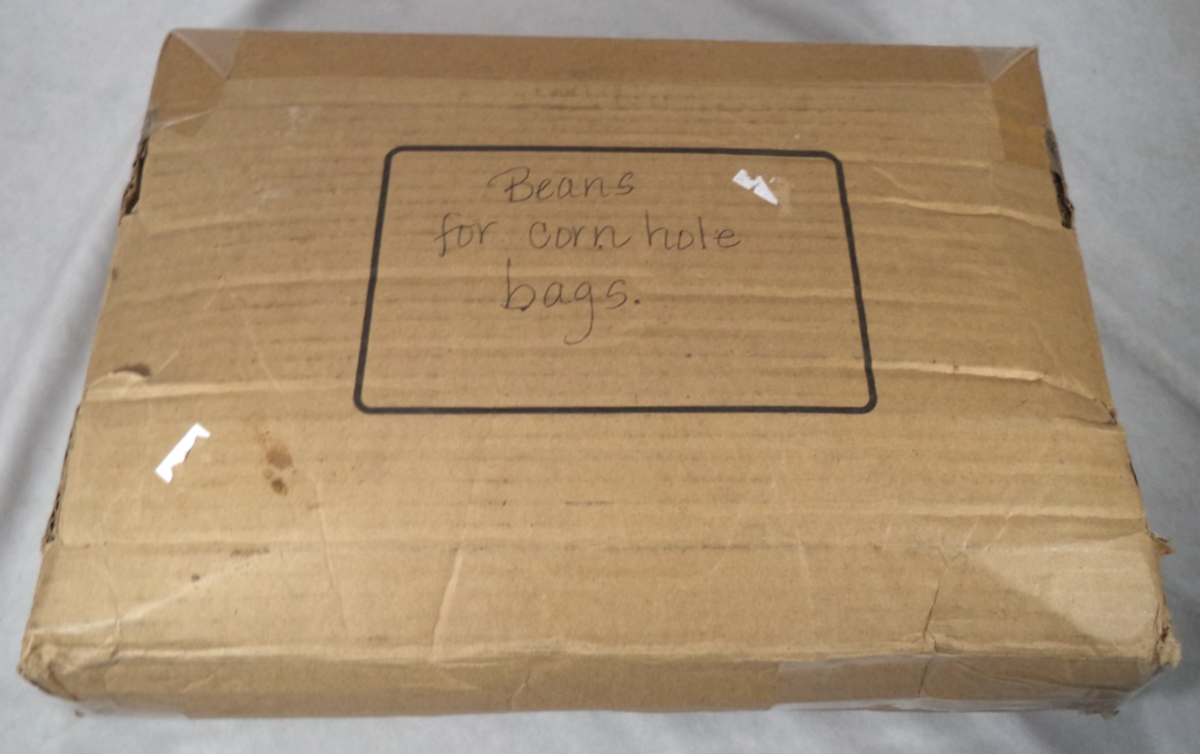 Beans
for corn hole
bags.